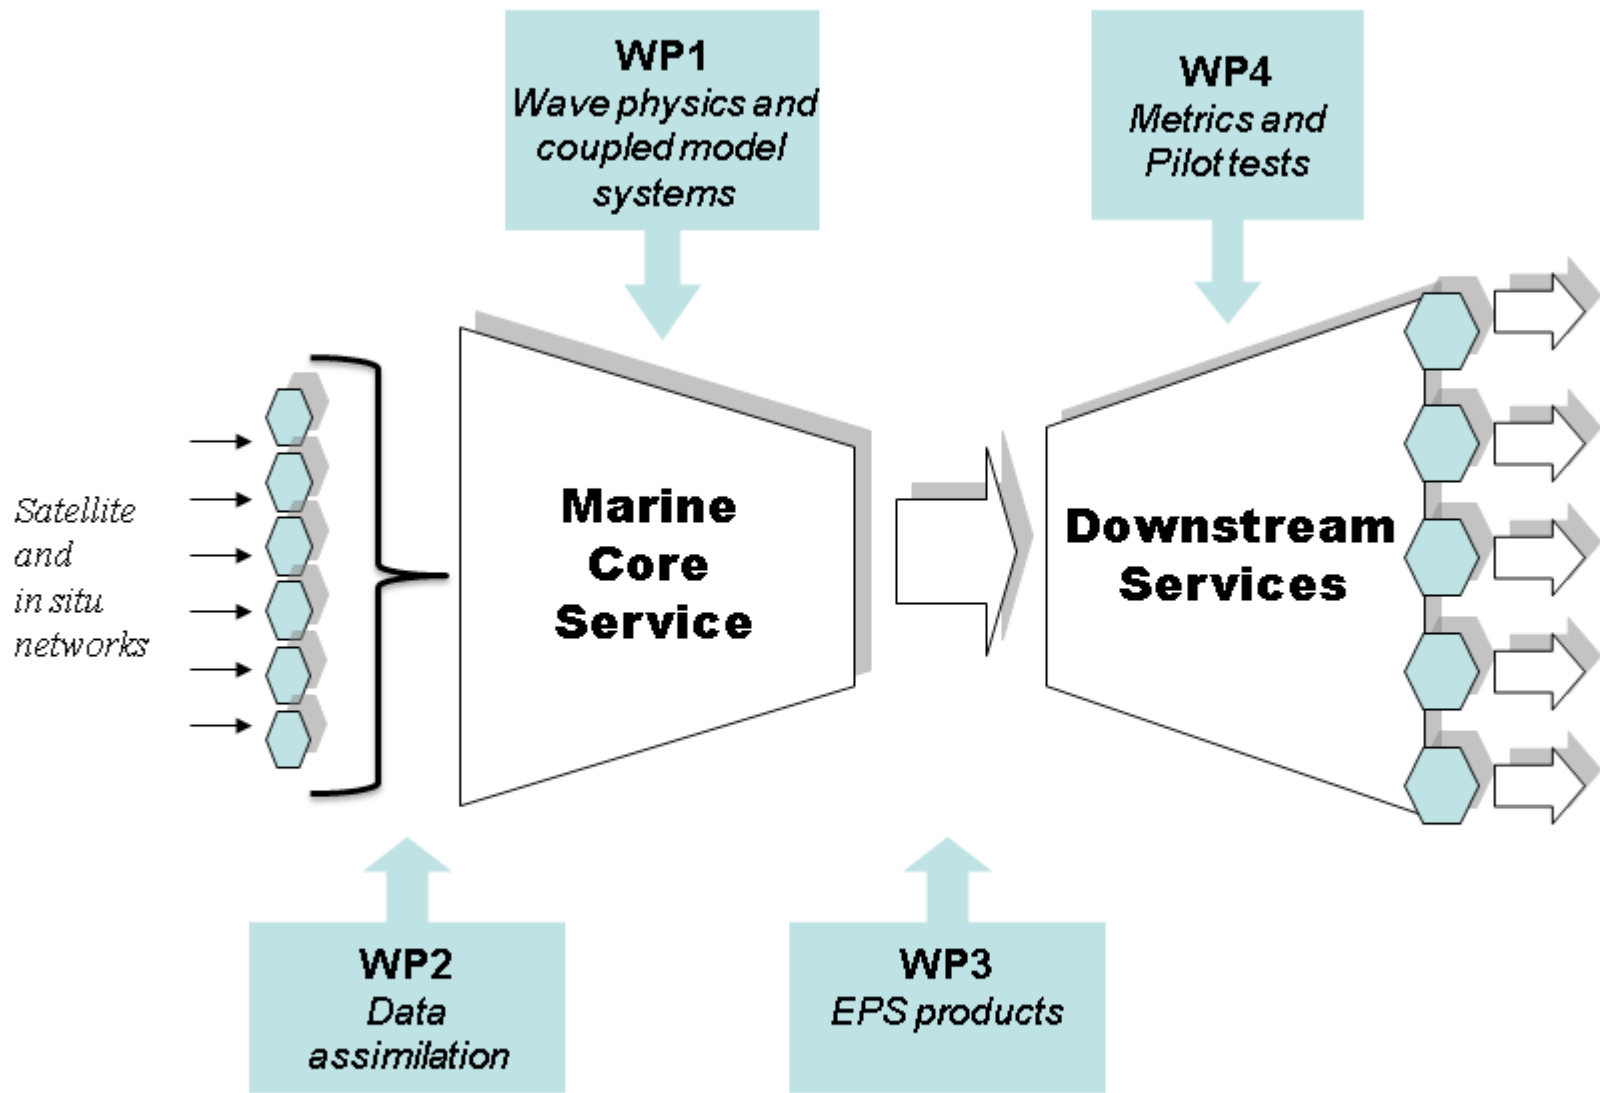 WP1
Wave physics and
coupled model
systems
WP4
Metrics and
Pilot tests
Satellite
and
in situ
networks
Marine
Core
Service
Downstream
Services
WP2
Data
assimilation
WP3
EPS products